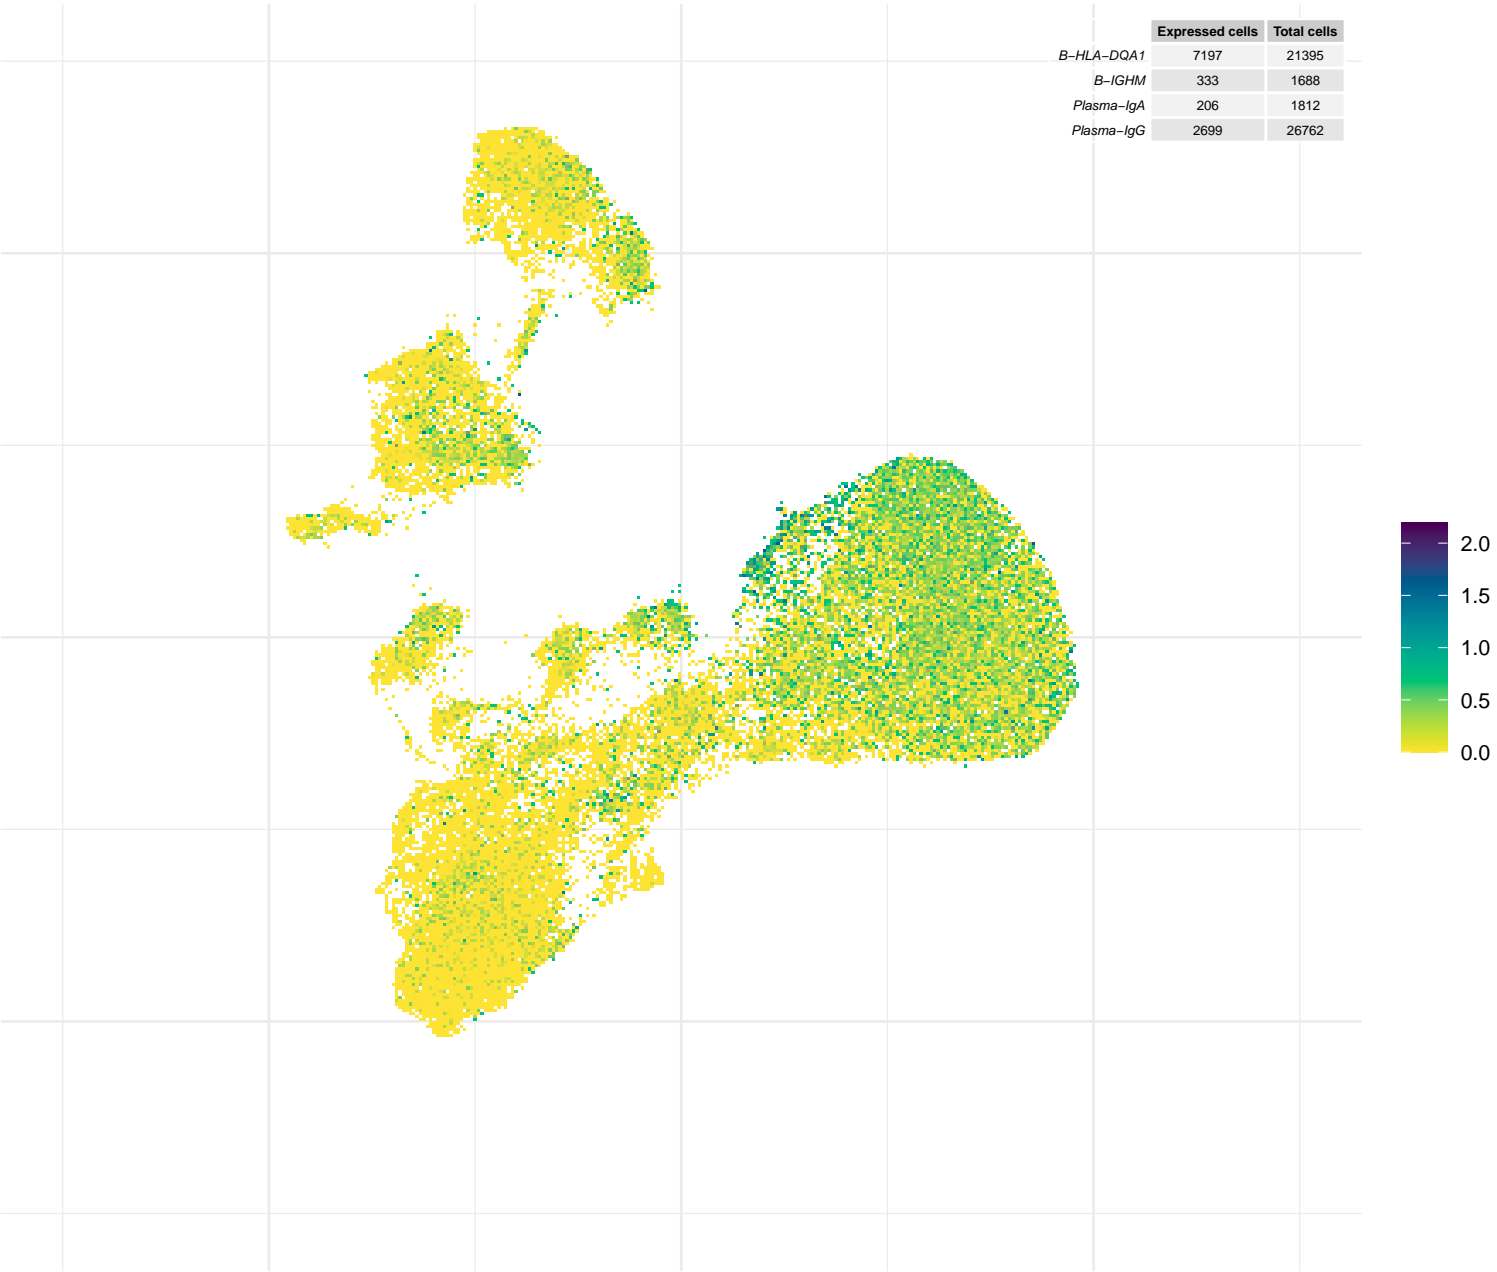 Expressed cells Total cells
B−HLA−DQA1 7197 21395
B−IGHM 333 1688
Plasma−IgA 206 1812
Plasma−IgG 2699 26762
2.0
1.5
1.0
0.5
0.0